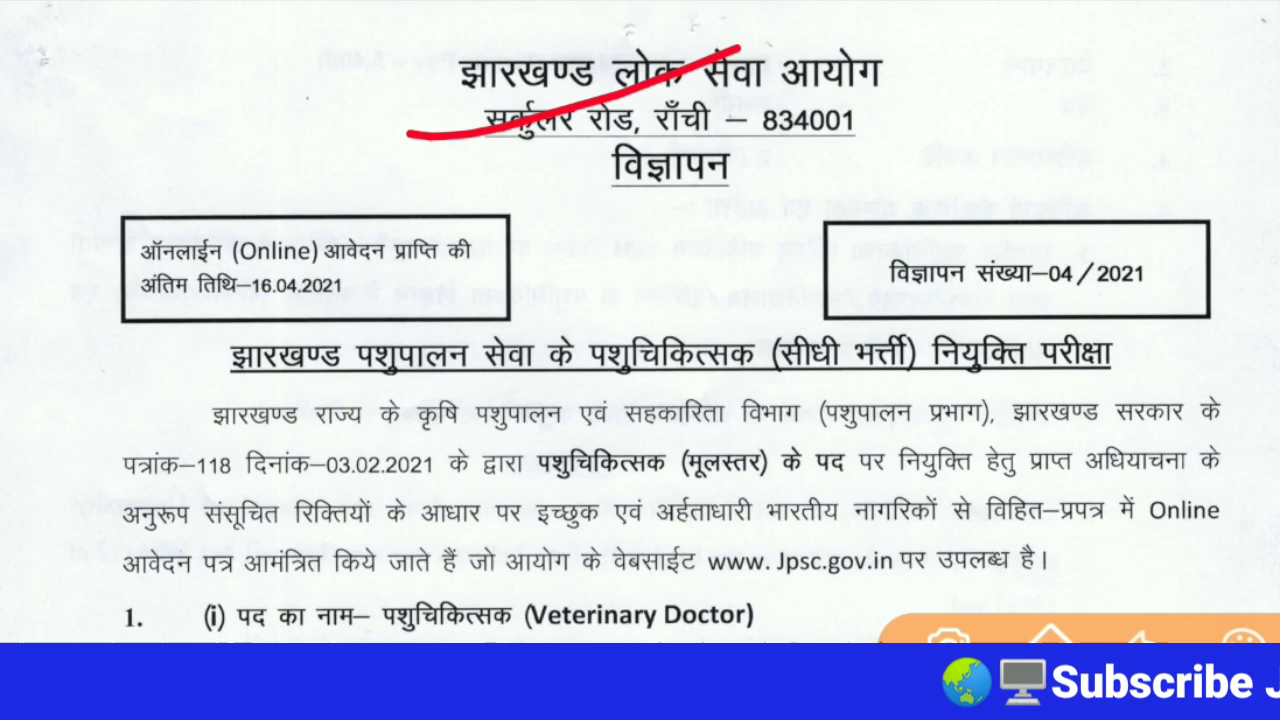 झारखण्ड लोक सेवा आयोग
सर्कुलर रोड, राँची – 834001
विज्ञापन
ऑनलाईन (Online) आवेदन प्राप्ति की
अंतिम तिथि–16.04.2021
विज्ञापन संख्या–04/2021
झारखण्ड पशुपालन सेवा के पशुचिकित्सक (सीधी भर्त्ती) नियुक्ति परीक्षा
झारखण्ड राज्य के कृषि पशुपालन एवं सहकारिता विभाग (पशुपालन प्रभाग), झारखण्ड सरकार के
पत्रांक–118 दिनांक–03.02.2021 के द्वारा पशुचिकित्सक (मूलस्तर) के पद पर नियुक्ति हेतु प्राप्त अधियाचना के
अनुरूप संसूचित रिक्तियों के आधार पर इच्छुक एवं अर्हताधारी भारतीय नागरिकों से विहित–प्रपत्र में Online
आवेदन पत्र आमंत्रित किये जाते हैं जो आयोग के वेबसाईट www. Jpsc.gov.in पर उपलब्ध है।
1. (i) पद का नाम– पशुचिकित्सक (Veterinary Doctor)
Subscribe J